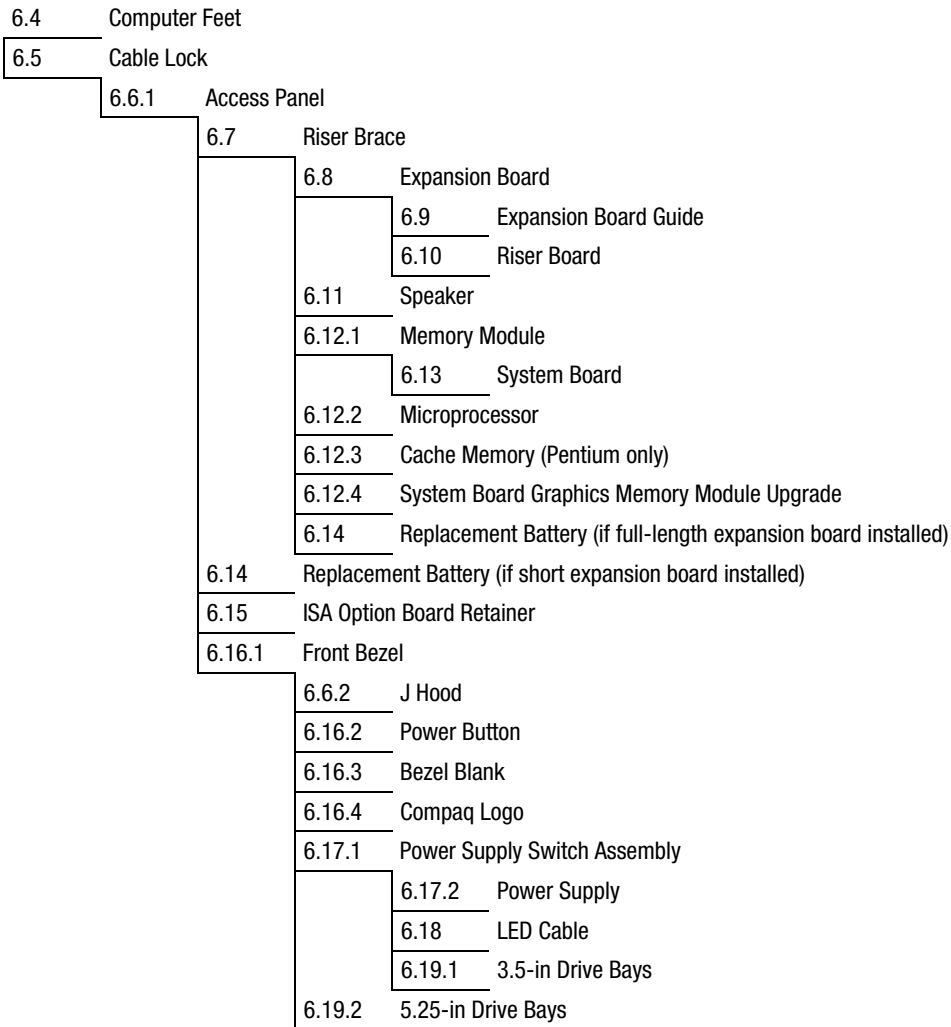 6.4 Computer Feet
6.5 Cable Lock
6.6.1 Access Panel
6.7 Riser Brace
6.8 Expansion Board
6.9 Expansion Board Guide
6.10 Riser Board
6.11 Speaker
6.12.1 Memory Module
6.13 System Board
6.12.2 Microprocessor
6.12.3 Cache Memory (Pentium only)
6.12.4 System Board Graphics Memory Module Upgrade
6.14 Replacement Battery (if full-length expansion board installed)
6.14 Replacement Battery (if short expansion board installed)
6.15 ISA Option Board Retainer
6.16.1 Front Bezel
6.6.2 J Hood
6.16.2 Power Button
6.16.3 Bezel Blank
6.16.4 Compaq Logo
6.17.1 Power Supply Switch Assembly
6.17.2 Power Supply
6.18 LED Cable
6.19.1 3.5-in Drive Bays
6.19.2 5.25-in Drive Bays